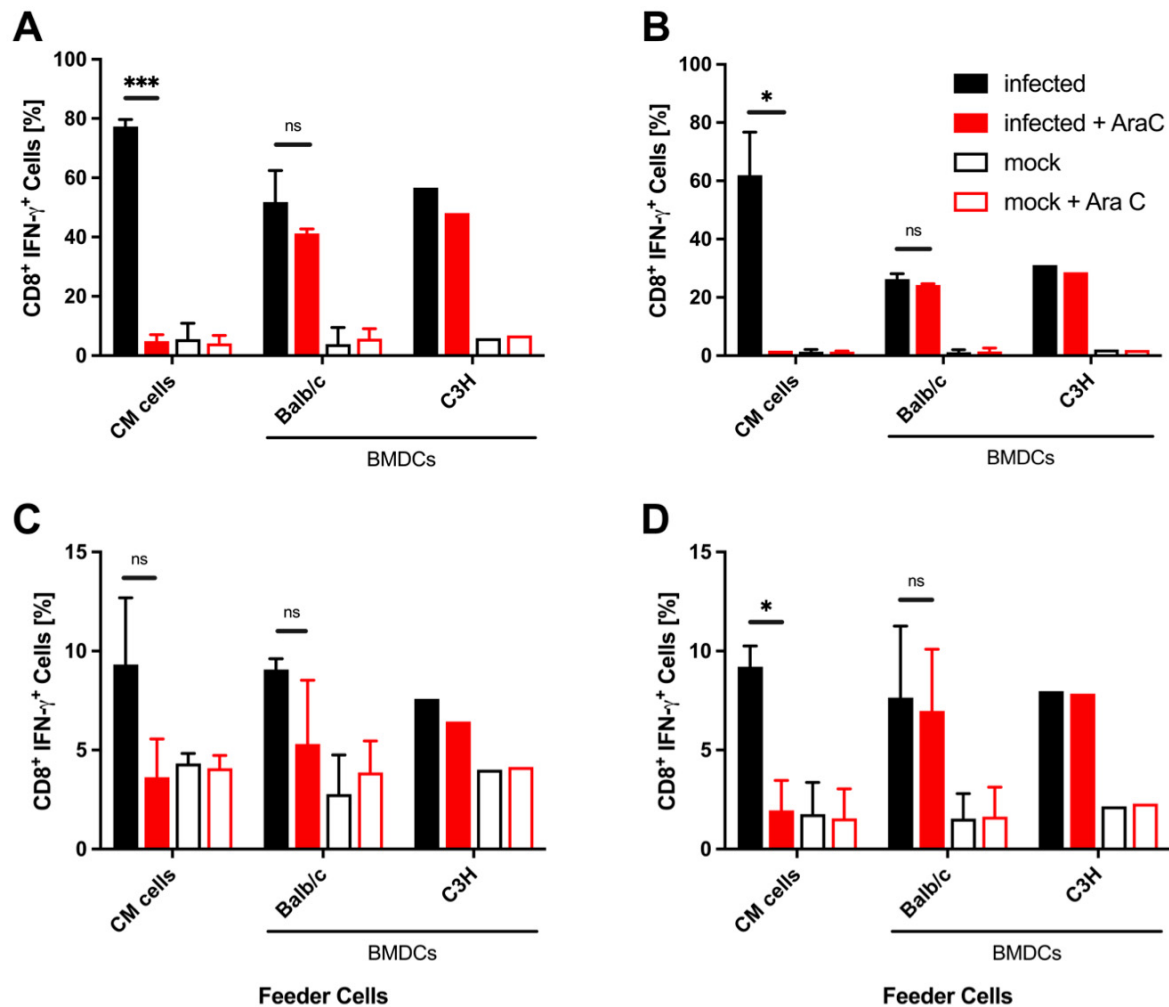 A
CD8+ IFN-γ+ Cells [%]
100
80
60
40
20
0
***
ns
CM cells
Balb/c
C3H
BMDCs
B
CD8+ IFN-γ+ Cells [%]
100
80
60
40
20
0
*
ns
infected
infected + AraC
mock
mock + Ara C
CM cells
Balb/c
C3H
BMDCs
C
CD8+ IFN-γ+ Cells [%]
15
10
5
0
ns
ns
CM cells
Balb/c
C3H
BMDCs
Feeder Cells
D
CD8+ IFN-γ+ Cells [%]
15
10
5
0
*
ns
CM cells
Balb/c
C3H
BMDCs
Feeder Cells